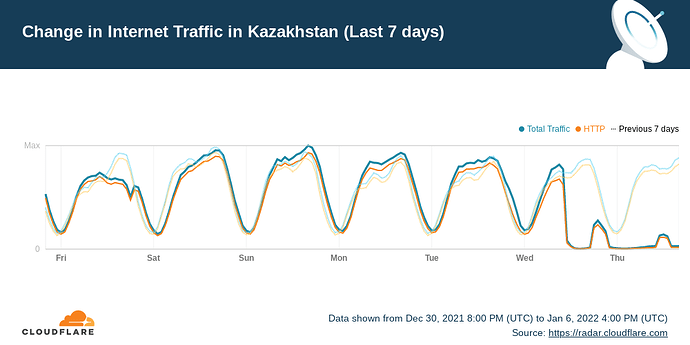 Change in Internet Traffic in Kazakhstan (Last 7 days)
Total Traffic HTTP Previous 7 days
Max
0
Fri Sat Sun Mon Tue Wed Thu
Data shown from Dec 30, 2021 8:00 PM (UTC) to Jan 6, 2022 4:00 PM (UTC)
CLOUDFLARE
Source: https://radar.cloudflare.com